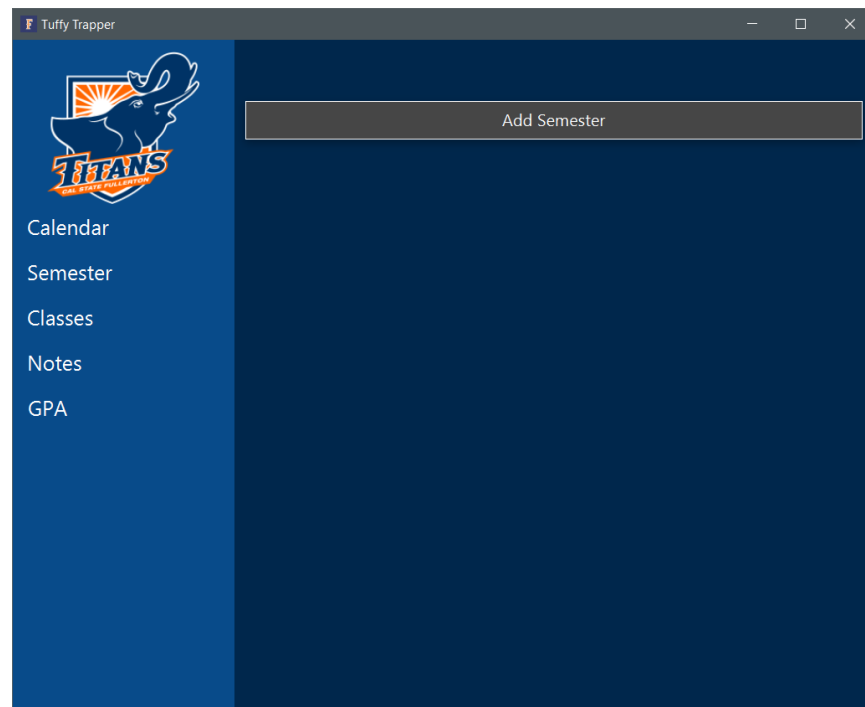 F Tuffy Trapper
TITANS
CAL STATE FULLERTON
Calendar
Semester
Classes
Notes
GPA
Add Semester